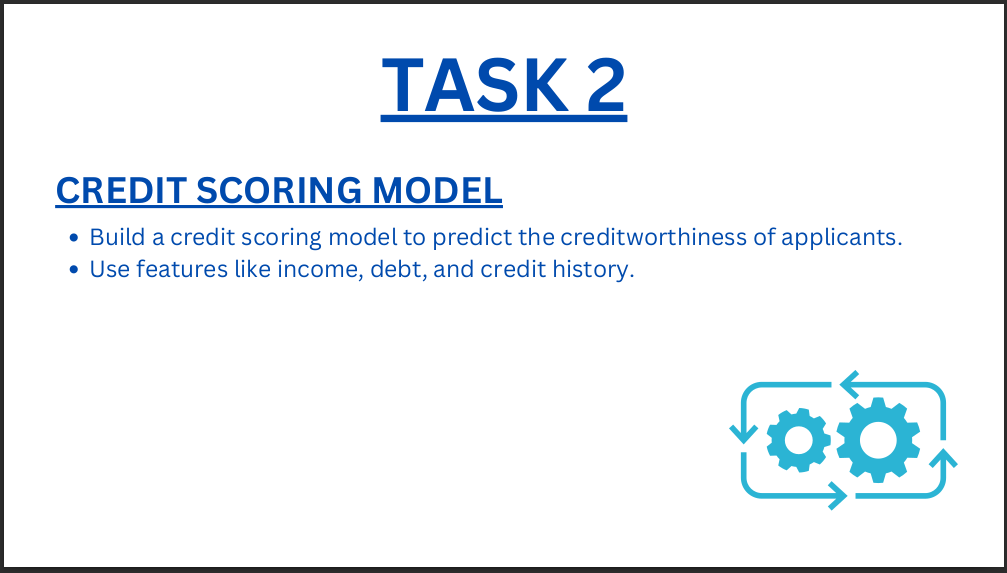 TASK 2
CREDIT SCORING MODEL
• Build a credit scoring model to predict the creditworthiness of applicants.
• Use features like income, debt, and credit history.